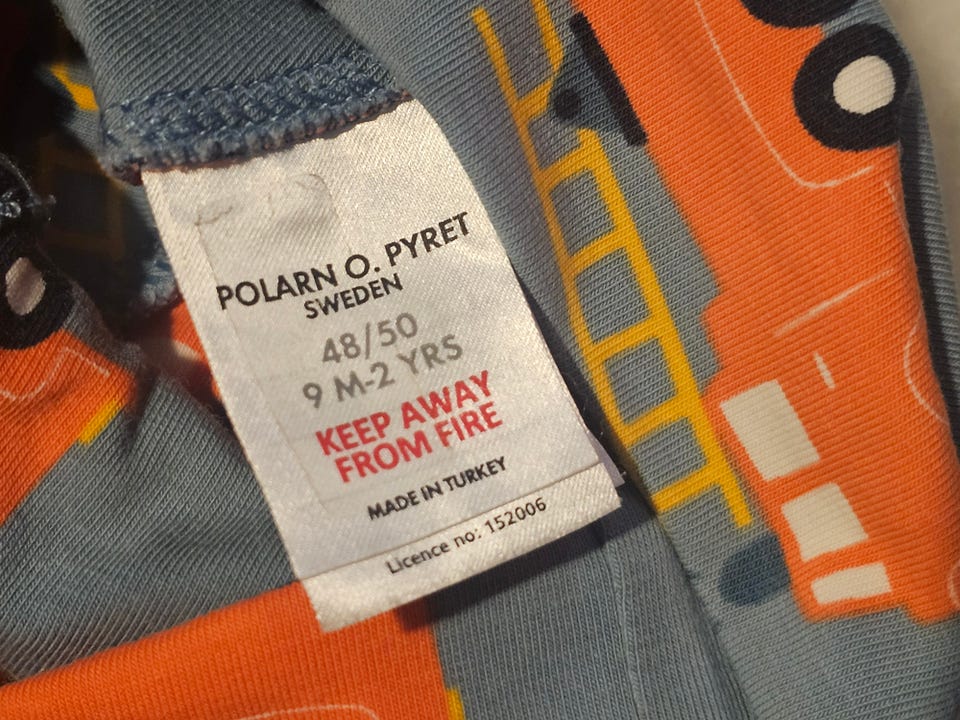 POLARN O. PYRET
SWEDEN
48/50
9 M-2 YRS
KEEP AWAY
FROM FIRE
MADE IN TURKEY
Licence no: 152006